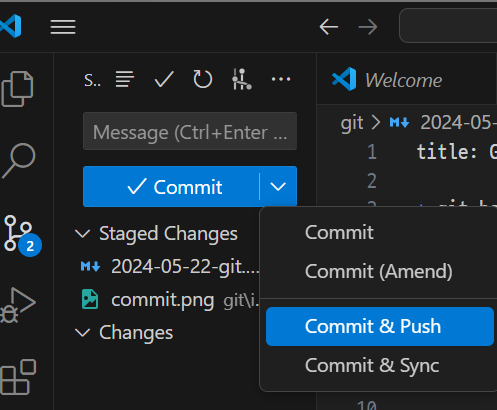 S..
Welcome
Message (Ctrl+Enter ...
git > 2024-05-
1 title: G
Commit
2
Staged Changes
Commit
2
2024-05-22-git....
Commit (Amend)
commit.png git\i...
Commit & Push
Changes
Commit & Sync
10